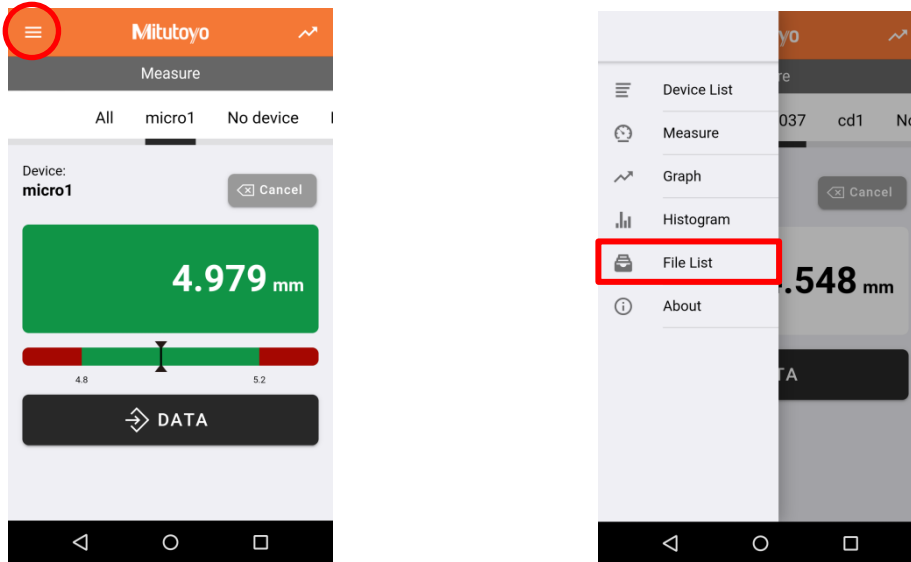 Mitutoyo
Measure
All micro1 No device
Device:
micro1
Cancel
4.979 mm
4.8 5.2
DATA
yo
re
Device List
037 cd1 No
Measure
Graph
Cancel
Histogram
File List
.548 mm
About
TA